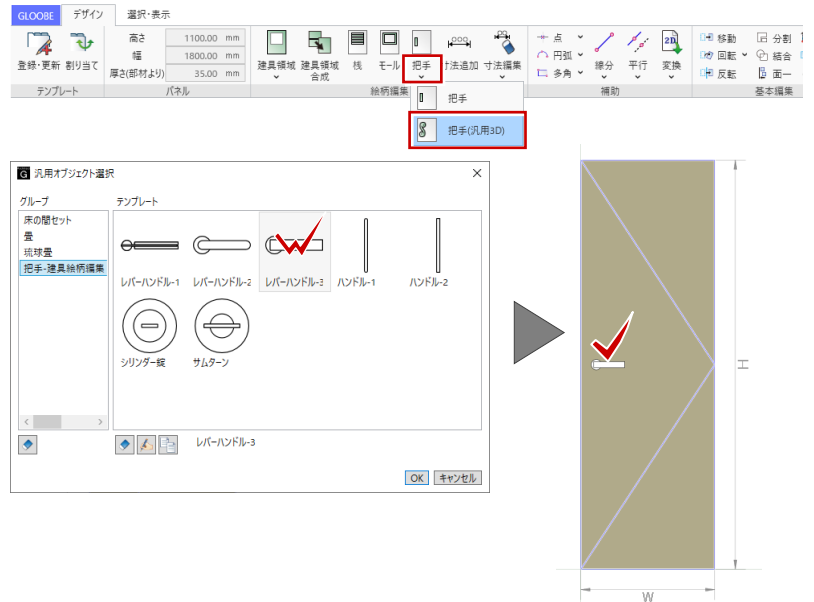 GLOOBE デザイン 選択・表示
登録・更新 割り当て
高さ 1100.00 mm
幅 1800.00 mm
厚さ(部材より) 35.00 mm
建具領域 建具領域合成 桟 モール 把手 寸法追加 寸法編集
点
円弧
多角
線分 平行 変換
移動 分割
回転 結合
反転 面一
テンプレート パネル 絵柄編集 補助 基本編集
把手
把手(汎用3D)
G 汎用オブジェクト選択
グループ テンプレート
床の間セット
畳
琉球畳
把手-建具絵柄編集
レバーハンドル-1 レバーハンドル-2 レバーハンドル-3 ハンドル-1 ハンドル-2
シリンダー錠 サムターン
レバーハンドル-3
OK キャンセル
H
W